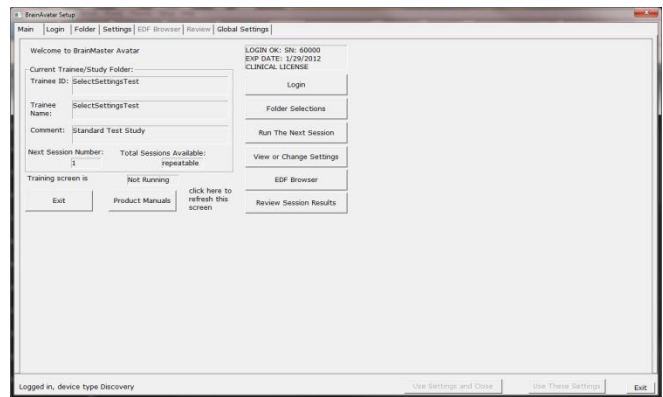 BrainAvatar Setup
Main Login Folder Settings EDF Browser Review Global Settings
Welcome to BrainMaster Avatar
Current Trainee/Study Folder:
Trainee ID: SelectSettingsTest
Trainee Name: SelectSettingsTest
Comment: Standard Test Study
Next Session Number: Total Sessions Available:
1 repeatable
Training screen is Not Running
Exit
Product Manuals
click here to
refresh this
screen
LOGIN OK: SN: 60000
EXP DATE: 1/29/2012
CLINICAL LICENSE
Login
Folder Selections
Run The Next Session
View or Change Settings
EDF Browser
Review Session Results
Logged in, device type Discovery
Use Settings and Close
Use These Settings
Exit